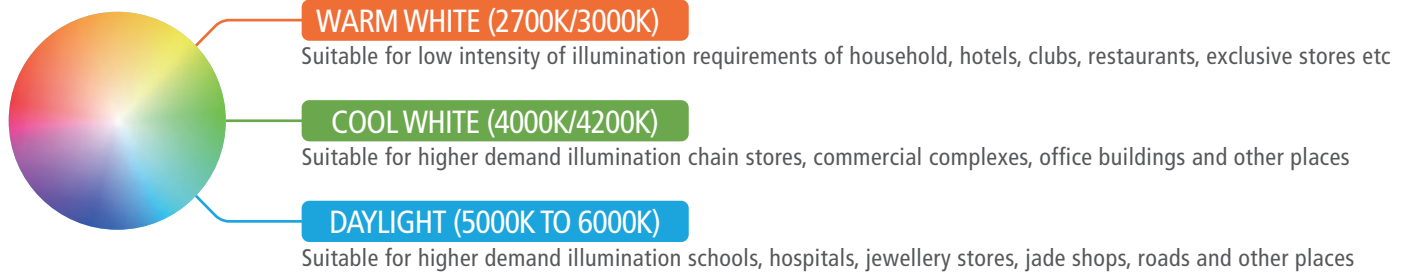 WARM WHITE (2700K/3000K)
Suitable for low intensity of illumination requirements of household, hotels, clubs, restaurants, exclusive stores etc
COOL WHITE (4000K/4200K)
Suitable for higher demand illumination chain stores, commercial complexes, office buildings and other places
DAYLIGHT (5000K TO 6000K)
Suitable for higher demand illumination schools, hospitals, jewellery stores, jade shops, roads and other places